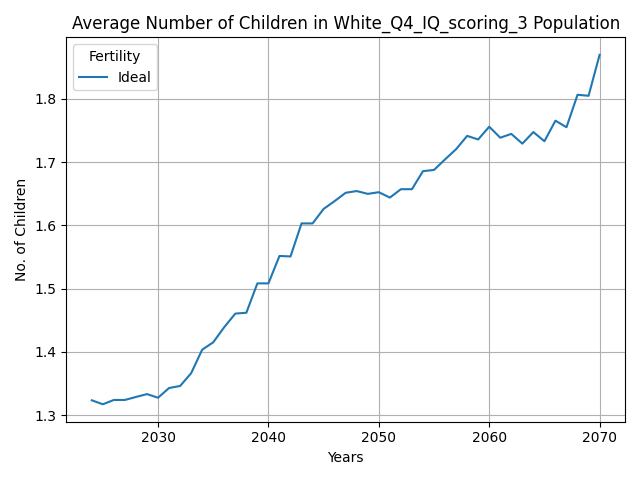 Average Number of Children in White_Q4_IQ_scoring_3 Population
Fertility
Ideal
No. of Children
1.8
1.7
1.6
1.5
1.4
1.3
2030 2040 2050 2060 2070
Years